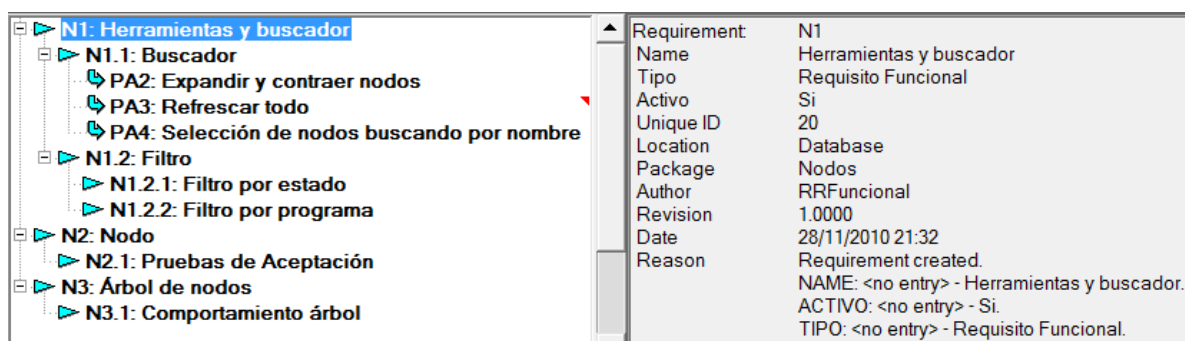 N1: Herramientas y buscador
N1.1: Buscador
PA2: Expandir y contraer nodos
PA3: Refrescar todo
PA4: Selección de nodos buscando por nombre
N1.2: Filtro
N1.2.1: Filtro por estado
N1.2.2: Filtro por programa
N2: Nodo
N2.1: Pruebas de Aceptación
N3: Árbol de nodos
N3.1: Comportamiento árbol
Requirement: N1
Name Herramientas y buscador
Tipo Requisito Funcional
Activo Si
Unique ID 20
Location Database
Package Nodos
Author RRFuncional
Revision 1.0000
Date 28/11/2010 21:32
Reason Requirement created.
NAME: <no entry> - Herramientas y buscador.
ACTIVO: <no entry> - Si.
TIPO: <no entry> - Requisito Funcional.